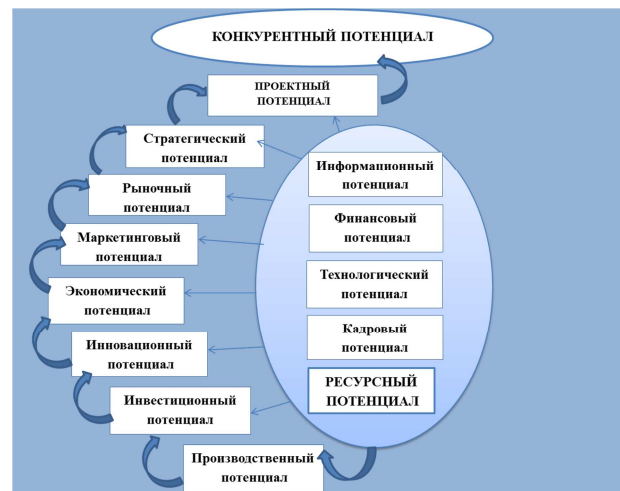 КОНКУРЕНТНЫЙ ПОТЕНЦИАЛ
ПРОЕКТНЫЙ
ПОТЕНЦИАЛ
Стратегический
потенциал
Рыночный
потенциал
Маркетинговый
потенциал
Экономический
потенциал
Инновационный
потенциал
Инвестиционный
потенциал
Производственный
потенциал
Информационный
потенциал
Финансовый
потенциал
Технологический
потенциал
Кадровый
потенциал
РЕСУРСНЫЙ
ПОТЕНЦИАЛ